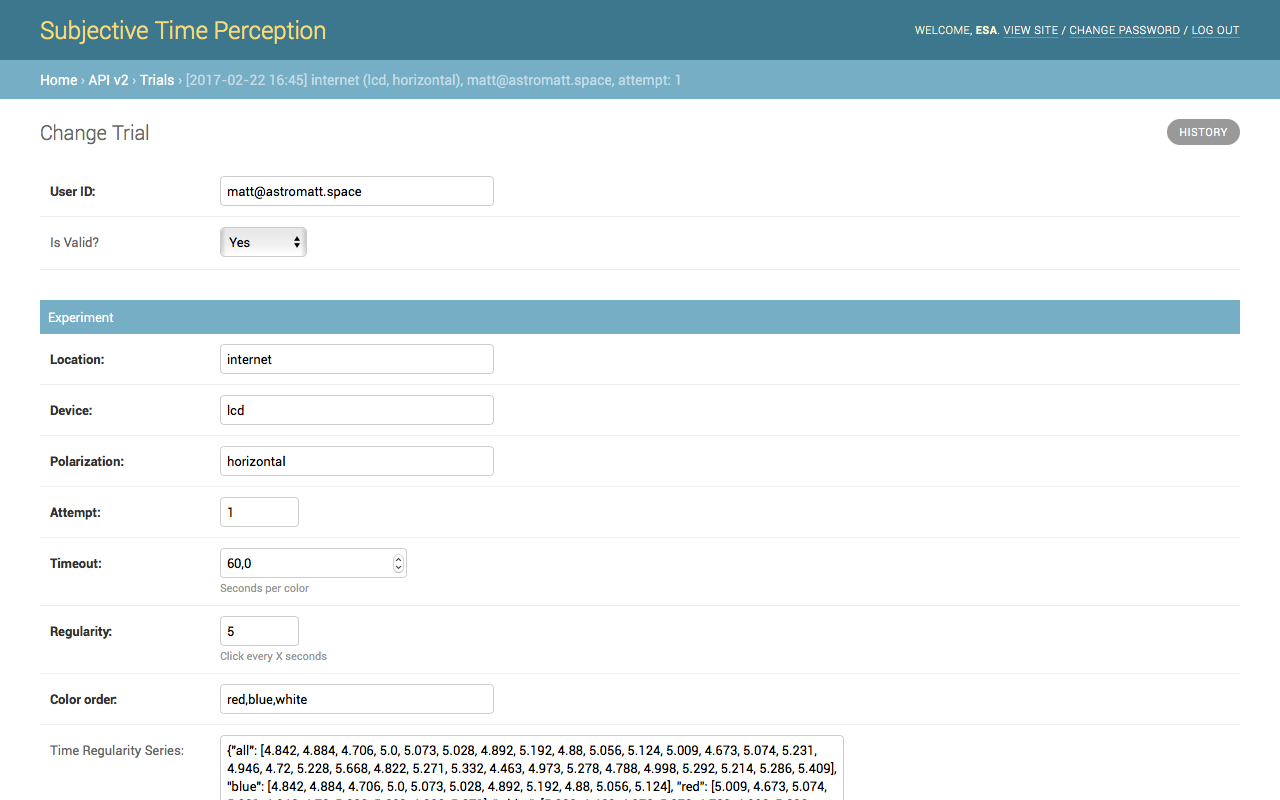 Subjective Time Perception
WELCOME, ESA. VIEW SITE / CHANGE PASSWORD / LOG OUT
Home › API v2 › Trials › [2017-02-22 16:45] internet (lcd, horizontal), matt@astromatt.space, attempt: 1
Change Trial
HISTORY
User ID:
matt@astromatt.space
Is Valid?
Yes
Experiment
Location:
internet
Device:
lcd
Polarization:
horizontal
Attempt:
1
Timeout:
60,0
Seconds per color
Regularity:
5
Click every X seconds
Color order:
red,blue,white
Time Regularity Series:
{"all": [4.842, 4.884, 4.706, 5.0, 5.073, 5.028, 4.892, 5.192, 4.88, 5.056, 5.124, 5.009, 4.673, 5.074, 5.231,
4.946, 4.72, 5.228, 5.668, 4.822, 5.271, 5.332, 4.463, 4.973, 5.278, 4.788, 4.998, 5.292, 5.214, 5.286, 5.409],
"blue": [4.842, 4.884, 4.706, 5.0, 5.073, 5.028, 4.892, 5.192, 4.88, 5.056, 5.124], "red": [5.009, 4.673, 5.074,